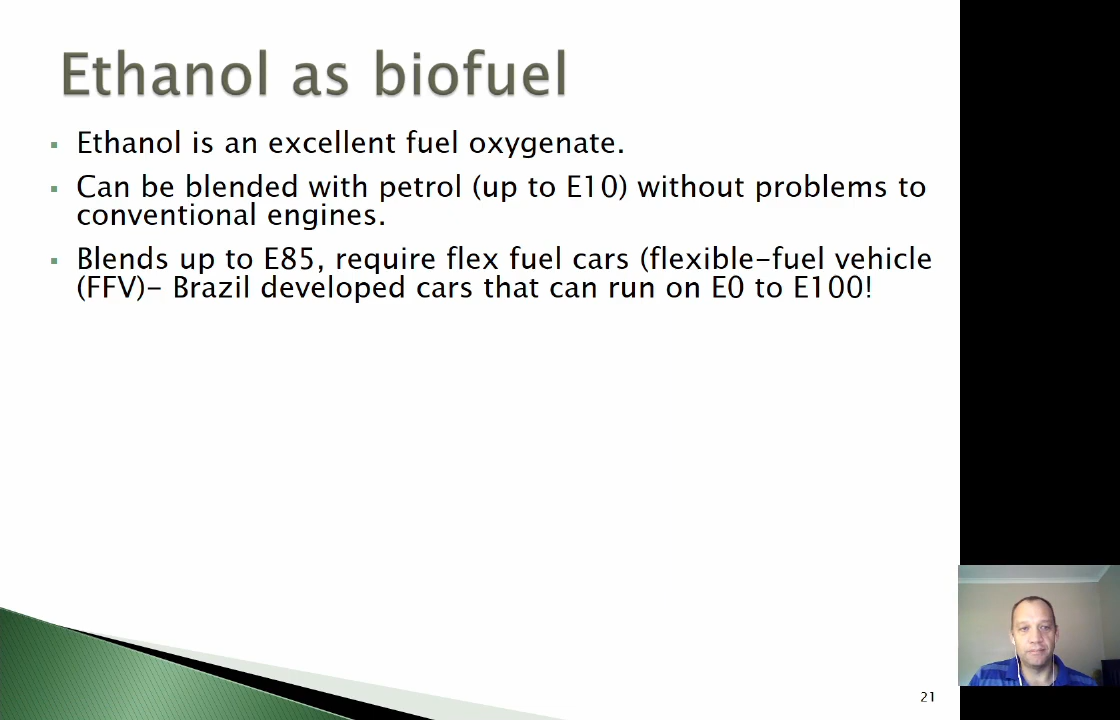 Ethanol as biofuel
▪ Ethanol is an excellent fuel oxygenate.
▪ Can be blended with petrol (up to E10) without problems to
conventional engines.
▪ Blends up to E85, require flex fuel cars (flexible-fuel vehicle
(FFV)- Brazil developed cars that can run on E0 to E100!
21